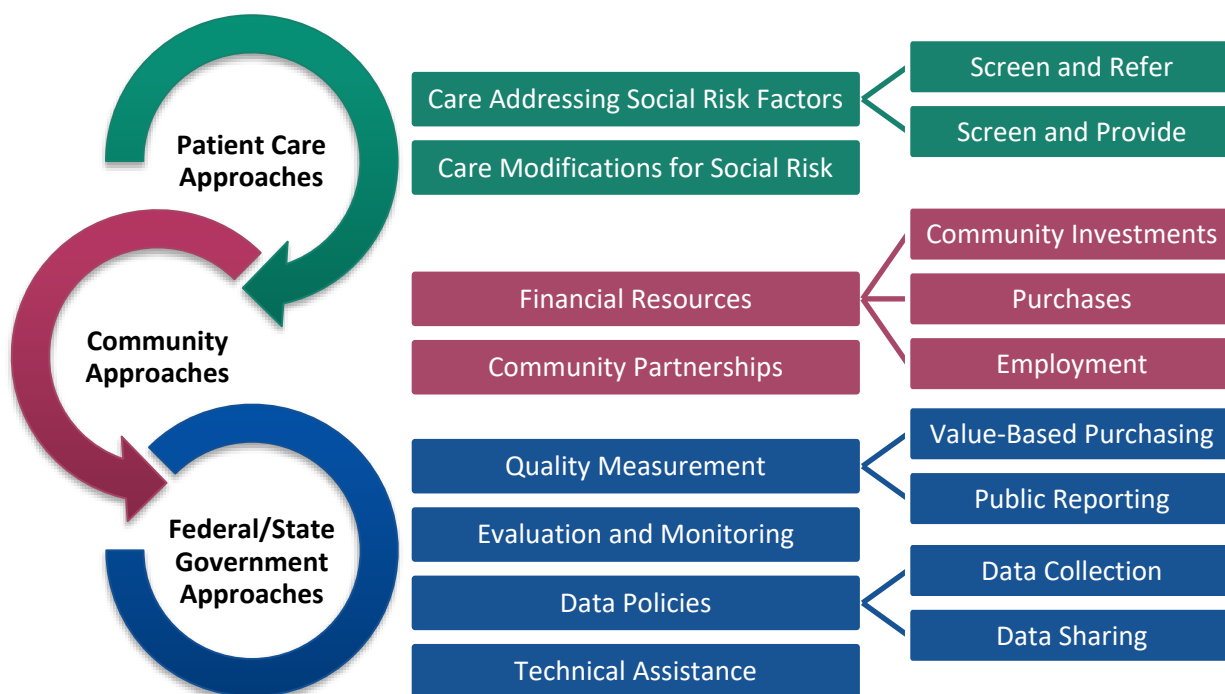 Patient Care
Approaches
Care Addressing Social Risk Factors
Screen and Refer
Screen and Provide
Care Modifications for Social Risk
Community
Approaches
Financial Resources
Community Investments
Purchases
Employment
Community Partnerships
Federal/State
Government
Approaches
Quality Measurement
Value-Based Purchasing
Public Reporting
Evaluation and Monitoring
Data Policies
Data Collection
Data Sharing
Technical Assistance